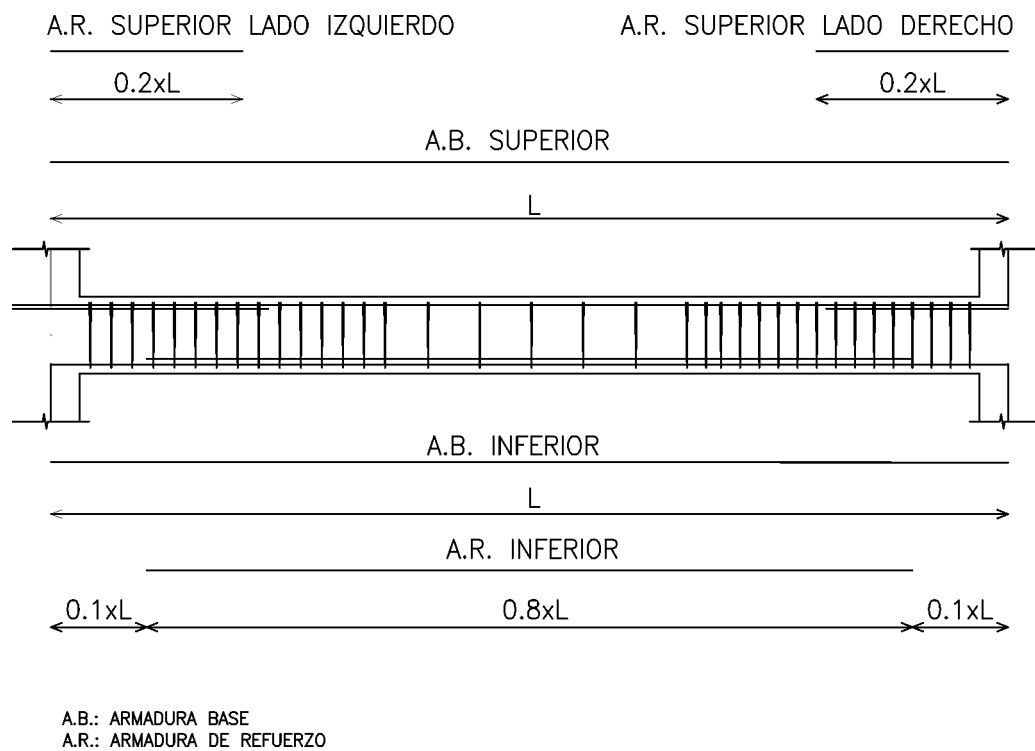 A.R. SUPERIOR LADO IZQUIERDO
A.R. SUPERIOR LADO DERECHO
0.2xL
0.2xL
A.B. SUPERIOR
L
A.B. INFERIOR
L
A.R. INFERIOR
0.1xL
0.8xL
0.1xL
A.B.: ARMADURA BASE
A.R.: ARMADURA DE REFUERZO